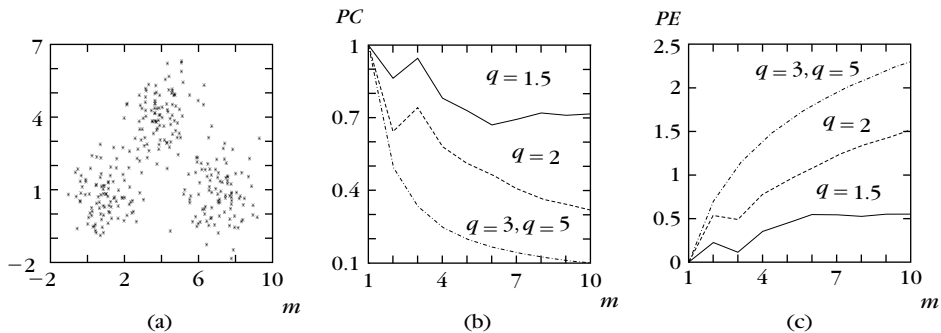 PC
PE
7
4
1
−2
−2
2
6
10
m
(a)
1
0.7
0.4
0.1
1
4
7
10
m
q = 1.5
q = 2
q = 3, q = 5
(b)
2.5
2
1.5
1
0.5
0
1
4
7
10
m
q = 3, q = 5
q = 2
q = 1.5
(c)